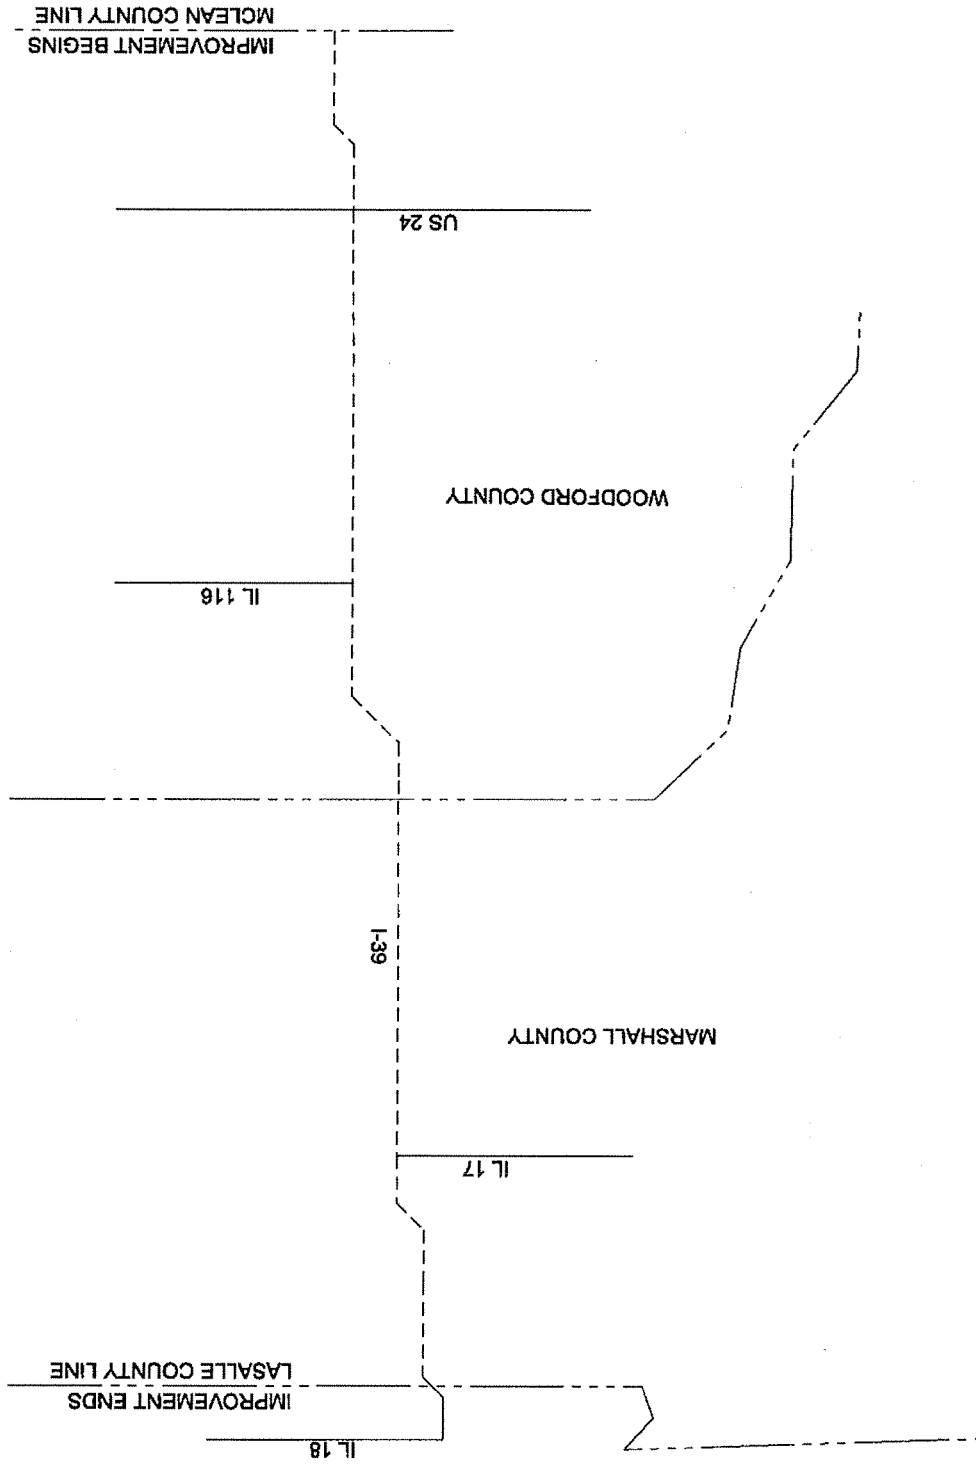 IL 18
IMPROVEMENT ENDS
LASALLE COUNTY LINE
IL 17
MARSHALL COUNTY
I-39
IL 116
WOODFORD COUNTY
US 24
IMPROVEMENT BEGINS
MCLEAN COUNTY LINE